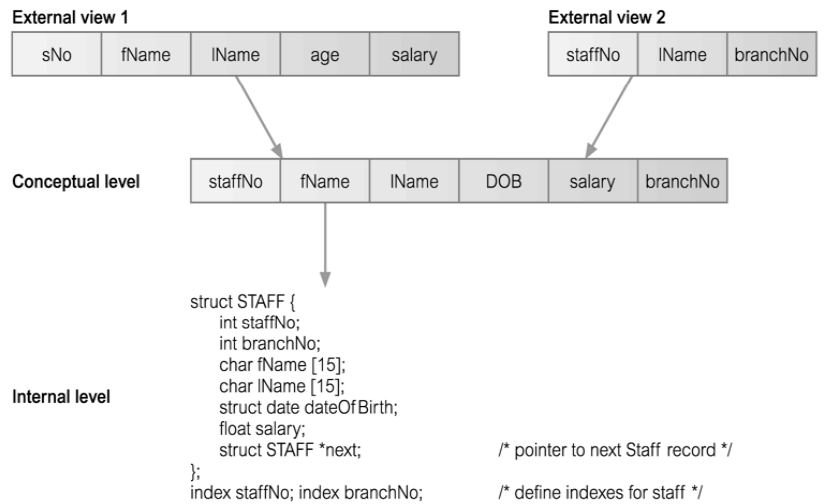 External view 1 External view 2
sNo fName lName age salary staffNo lName branchNo
Conceptual level staffNo fName lName DOB salary branchNo
struct STAFF {
int staffNo;
int branchNo;
char fName [15];
char lName [15];
Internal level
struct date dateOfBirth;
float salary;
struct STAFF *next; /* pointer to next Staff record */
};
index staffNo; index branchNo; /* define indexes for staff */